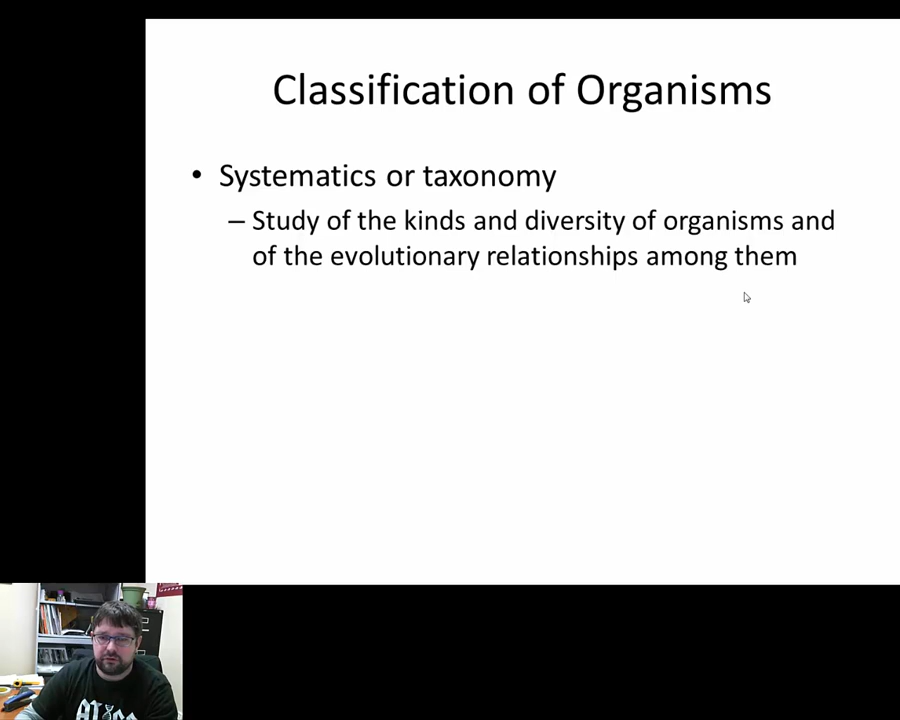 Classification of Organisms
• Systematics or taxonomy
– Study of the kinds and diversity of organisms and
of the evolutionary relationships among them